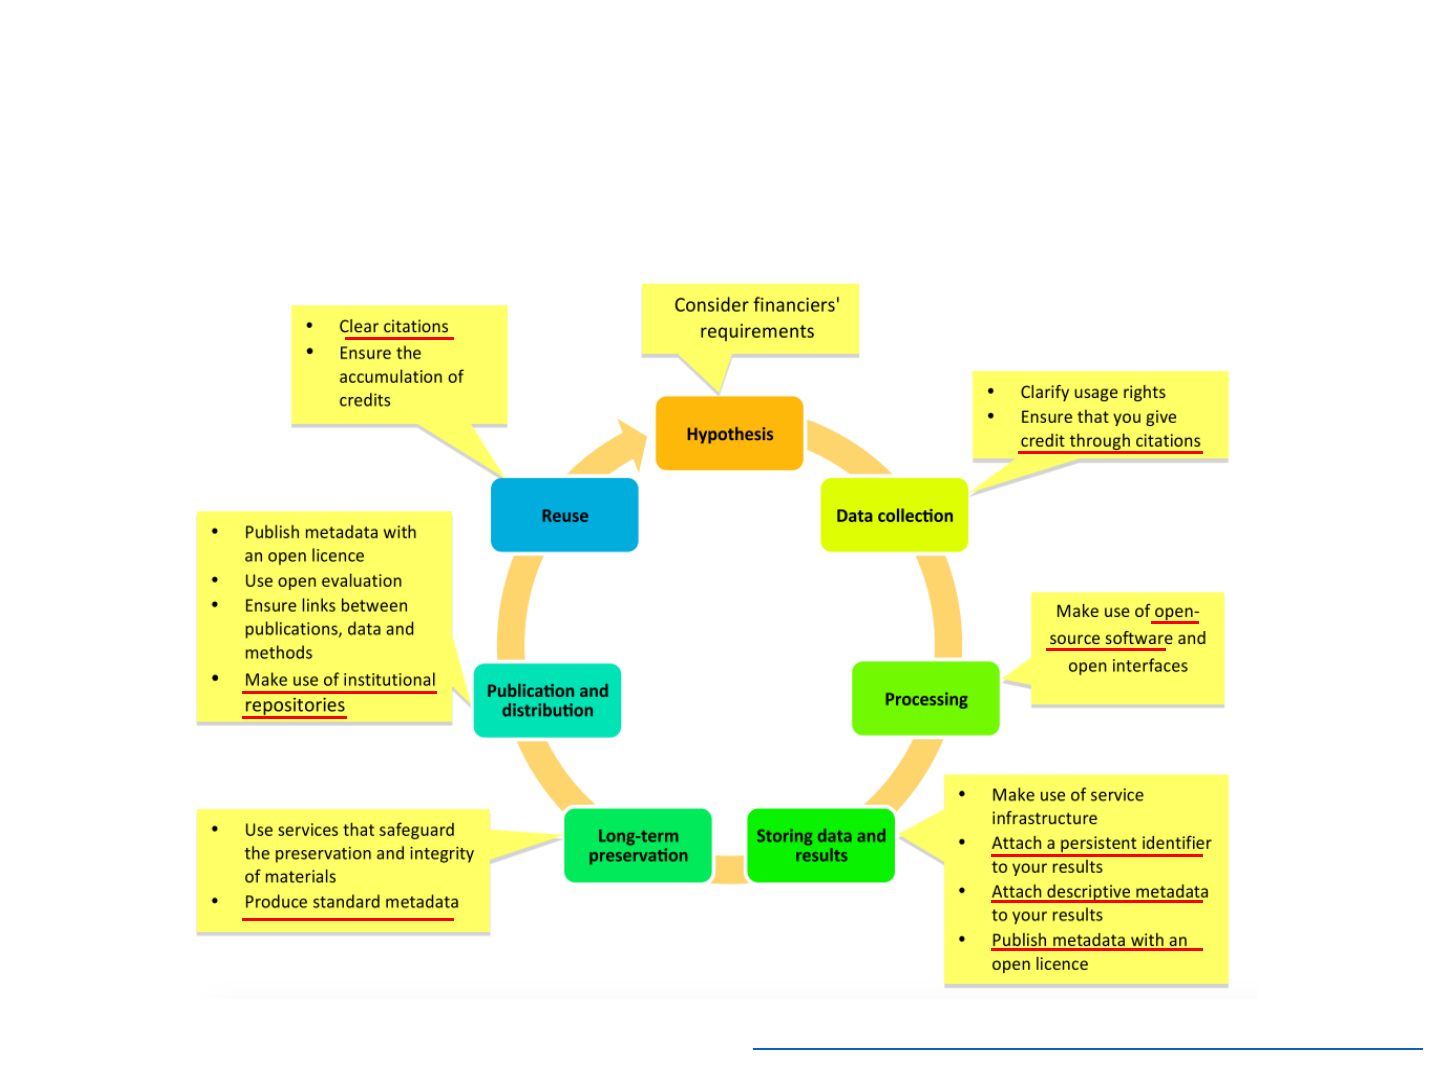 Consider financiers'
requirements
• Clear citations
• Ensure the
accumulation of
credits
• Clarify usage rights
• Ensure that you give
credit through citations
Hypothesis
Reuse
Data collection
• Publish metadata with
an open licence
• Use open evaluation
• Ensure links between
publications, data and
methods
• Make use of institutional
repositories
Make use of open-
source software and
open interfaces
Publication and
distribution
Processing
• Use services that safeguard
the preservation and integrity
of materials
• Produce standard metadata
Long-term
preservation
Storing data and
results
• Make use of service
infrastructure
• Attach a persistent identifier
to your results
• Attach descriptive metadata
to your results
• Publish metadata with an
open licence